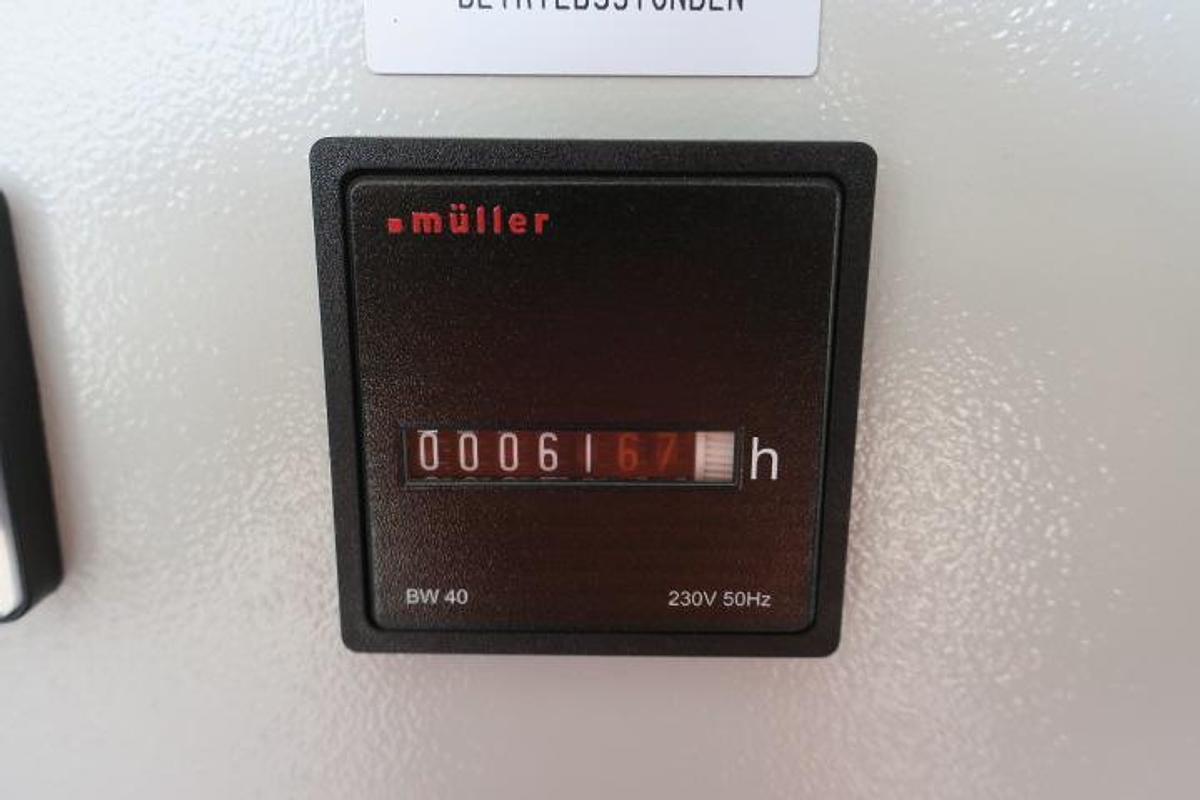 BETRIEBSSTUNDEN
müller
0006167 h
BW 40
230V 50Hz